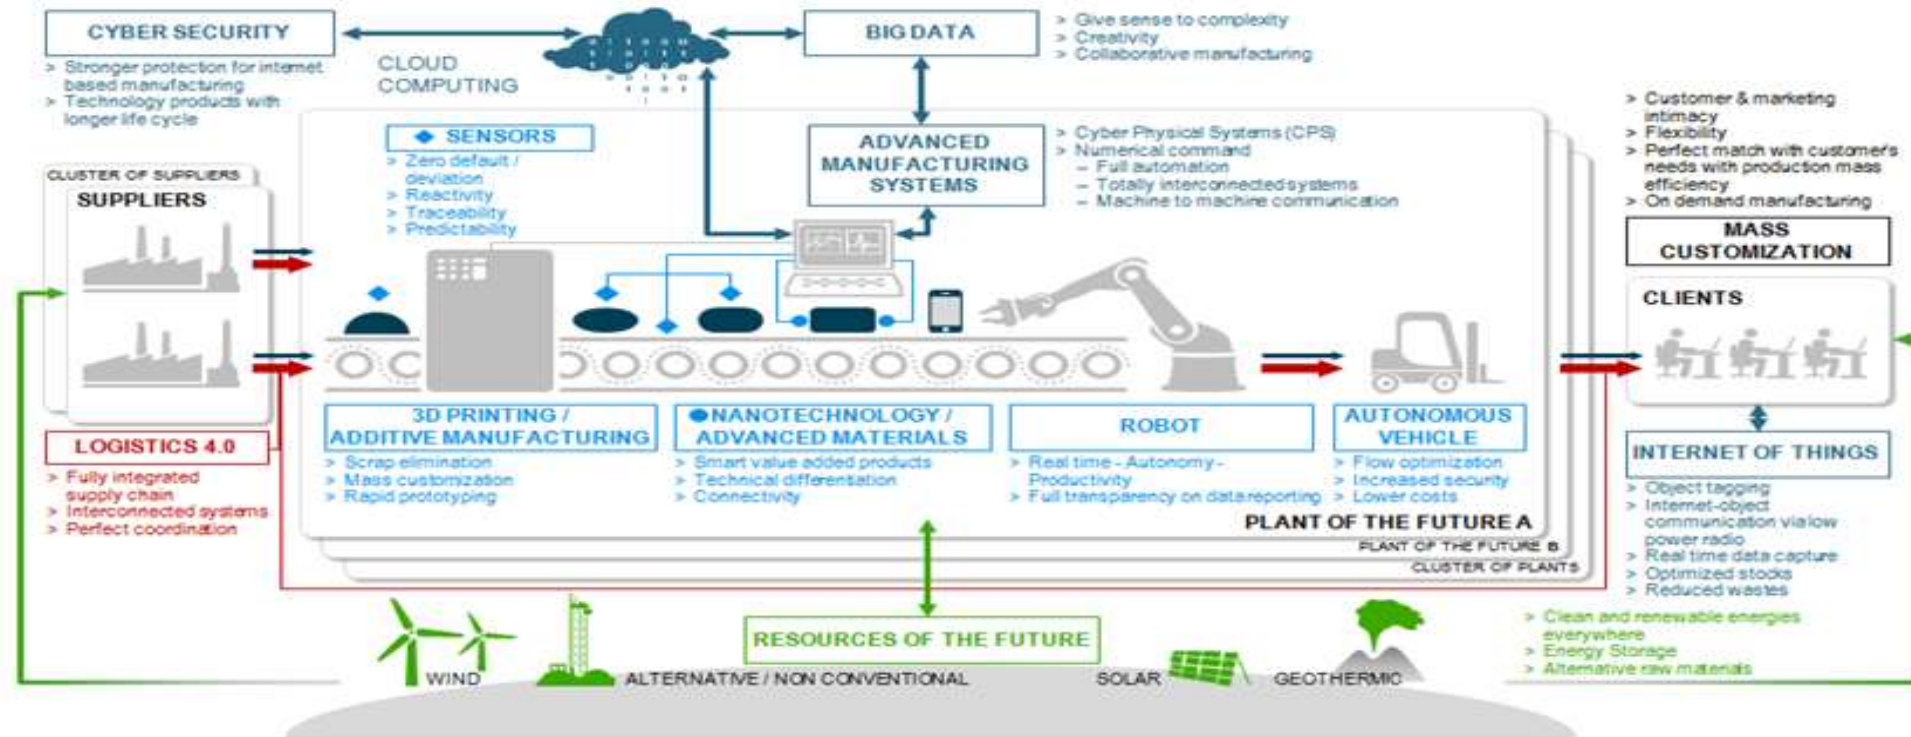 CYBER SECURITY
> Stronger protection for internet
based manufacturing
> Technology products with
longer life cycle
CLOUD
COMPUTING
BIG DATA
> Give sense to complexity
> Creativity
> Collaborative manufacturing
SENSORS
> Zero default /
deviation
> Reactivity
> Traceability
> Predictability
ADVANCED
MANUFACTURING
SYSTEMS
> Cyber Physical Systems (CPS)
> Numerical command
– Full automation
– Totally interconnected systems
– Machine to machine communication
> Customer & marketing
intimacy
> Flexibility
> Perfect match with customer's
needs with production mass
efficiency
> On demand manufacturing
MASS
CUSTOMIZATION
CLUSTER OF SUPPLIERS
SUPPLIERS
CLIENTS
LOGISTICS 4.0
> Fully integrated
supply chain
> Interconnected systems
> Perfect coordination
3D PRINTING /
ADDITIVE MANUFACTURING
> Scrap elimination
> Mass customization
> Rapid prototyping
NANOTECHNOLOGY /
ADVANCED MATERIALS
> Smart value added products
> Technical differentiation
> Connectivity
ROBOT
> Real time - Autonomy -
Productivity
> Full transparency on data reporting
AUTONOMOUS
VEHICLE
> Flow optimization
> Increased security
> Lower costs
INTERNET OF THINGS
> Object tagging
> Internet-object
communication via low
power radio
> Real time data capture
> Optimized stocks
> Reduced wastes
PLANT OF THE FUTURE A
PLANT OF THE FUTURE B
CLUSTER OF PLANTS
RESOURCES OF THE FUTURE
> Clean and renewable energies
everywhere
> Energy Storage
> Alternative raw materials
WIND
ALTERNATIVE / NON CONVENTIONAL
SOLAR
GEOTHERMIC